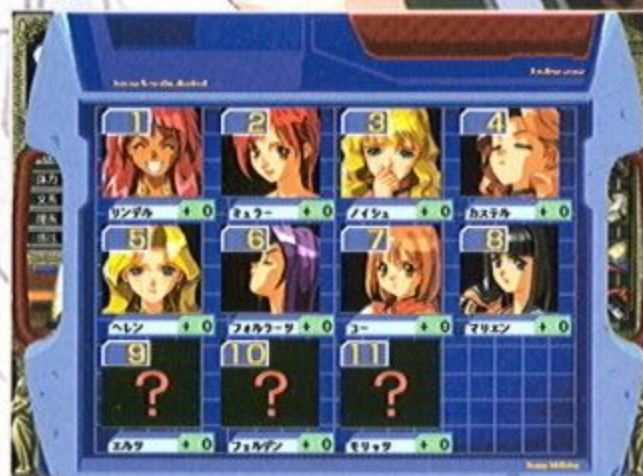 1 2 3 4
リンデル + 0 ミュラー + 0 ノイシュ + 0 カステル + 0
5 6 7 8
ヘレン + 0 フォルラーツ + 0 ユー + 0 マリエン + 0
9 10 11
? ? ?
エルザ + 0 フェルデン + 0 モリッツ + 0